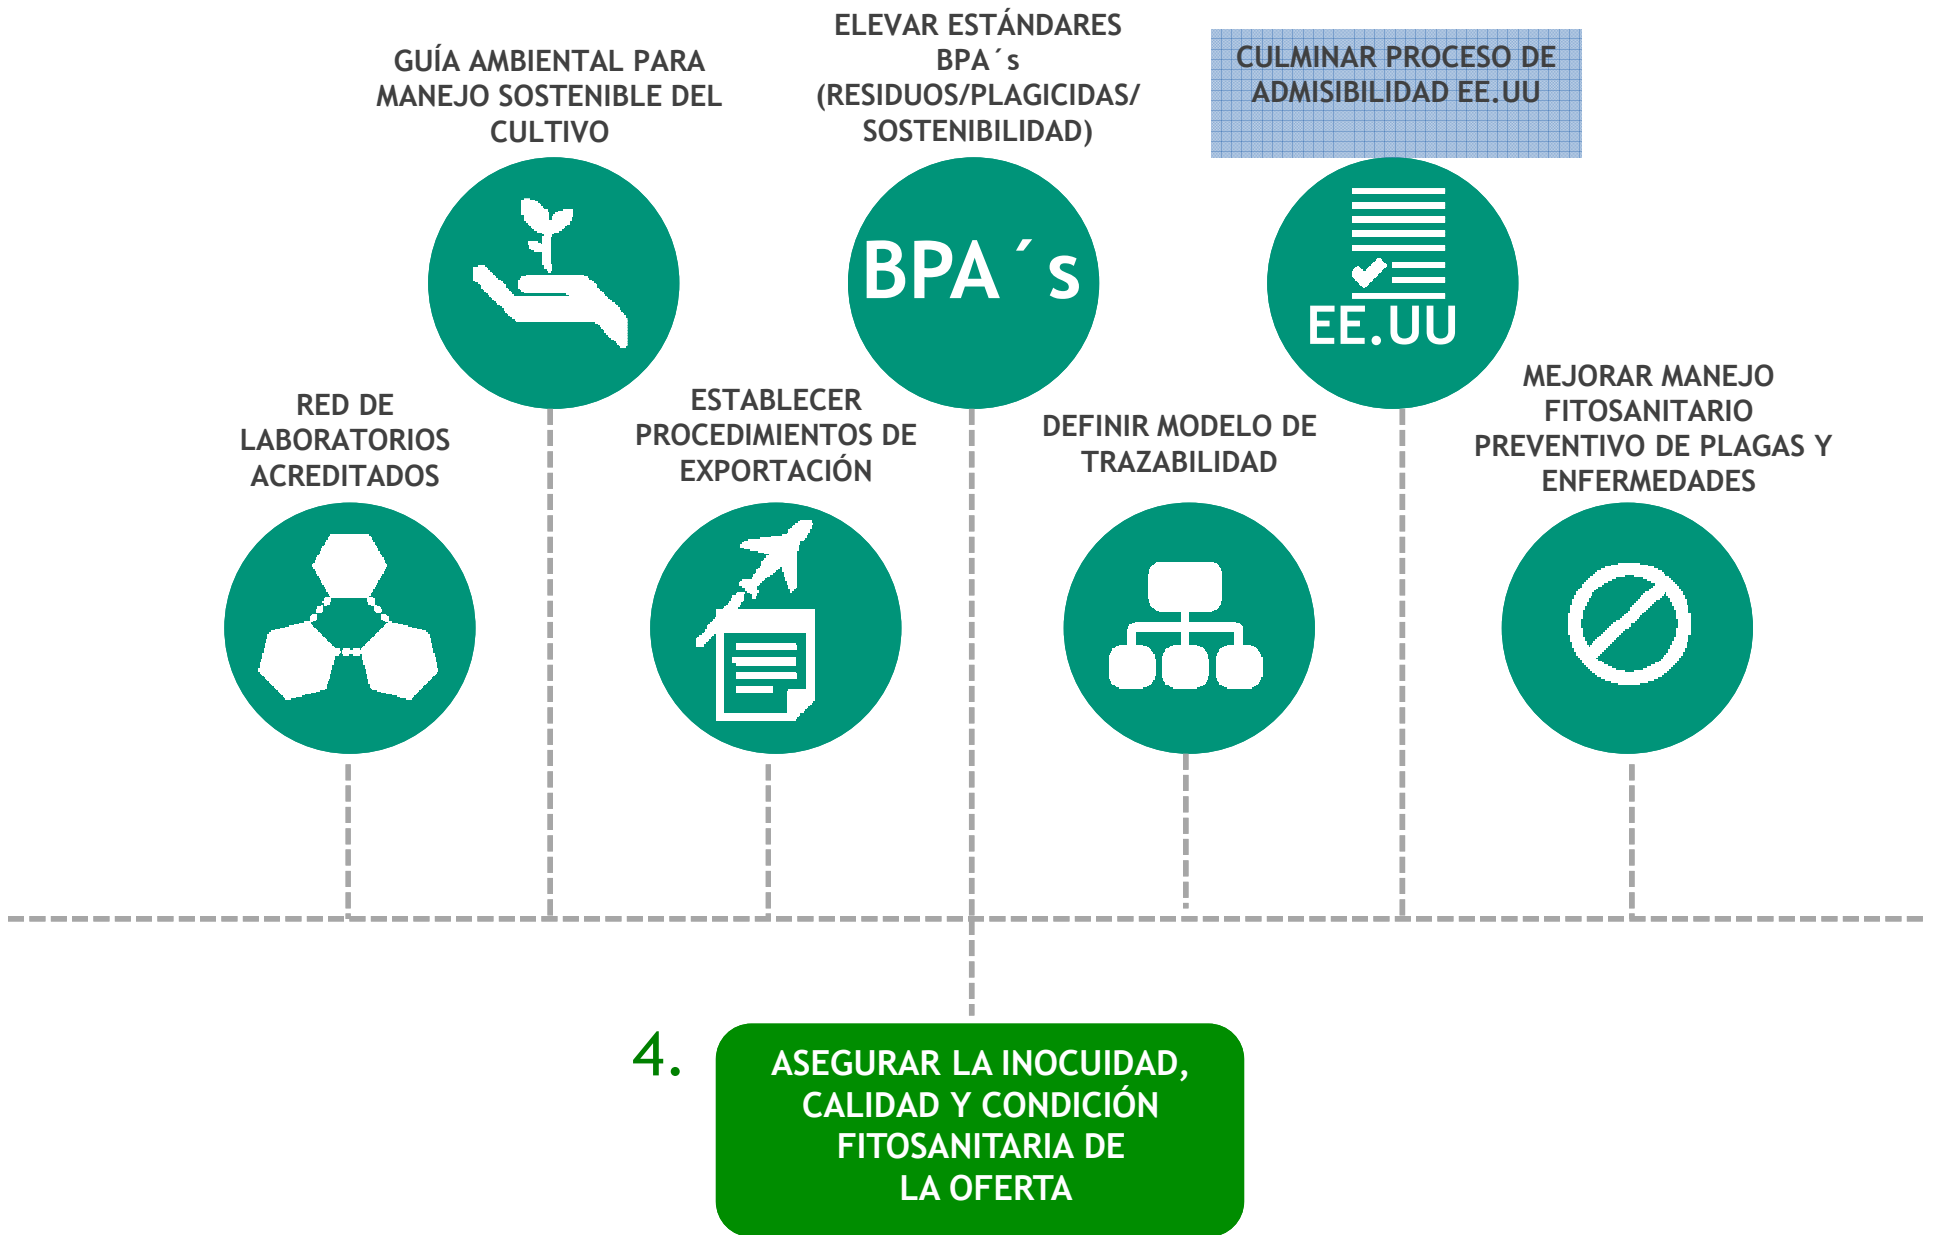 GUÍA AMBIENTAL PARA
MANEJO SOSTENIBLE DEL
CULTIVO
ELEVAR ESTÁNDARES
BPA´s
(RESIDUOS/PLAGICIDAS/
SOSTENIBILIDAD)
CULMINAR PROCESO DE
ADMISIBILIDAD EE.UU
BPA´s
EE.UU
RED DE
LABORATORIOS
ACREDITADOS
ESTABLECER
PROCEDIMIENTOS DE
EXPORTACIÓN
DEFINIR MODELO DE
TRAZABILIDAD
MEJORAR MANEJO
FITOSANITARIO
PREVENTIVO DE PLAGAS Y
ENFERMEDADES
4.
ASEGURAR LA INOCUIDAD,
CALIDAD Y CONDICIÓN
FITOSANITARIA DE
LA OFERTA